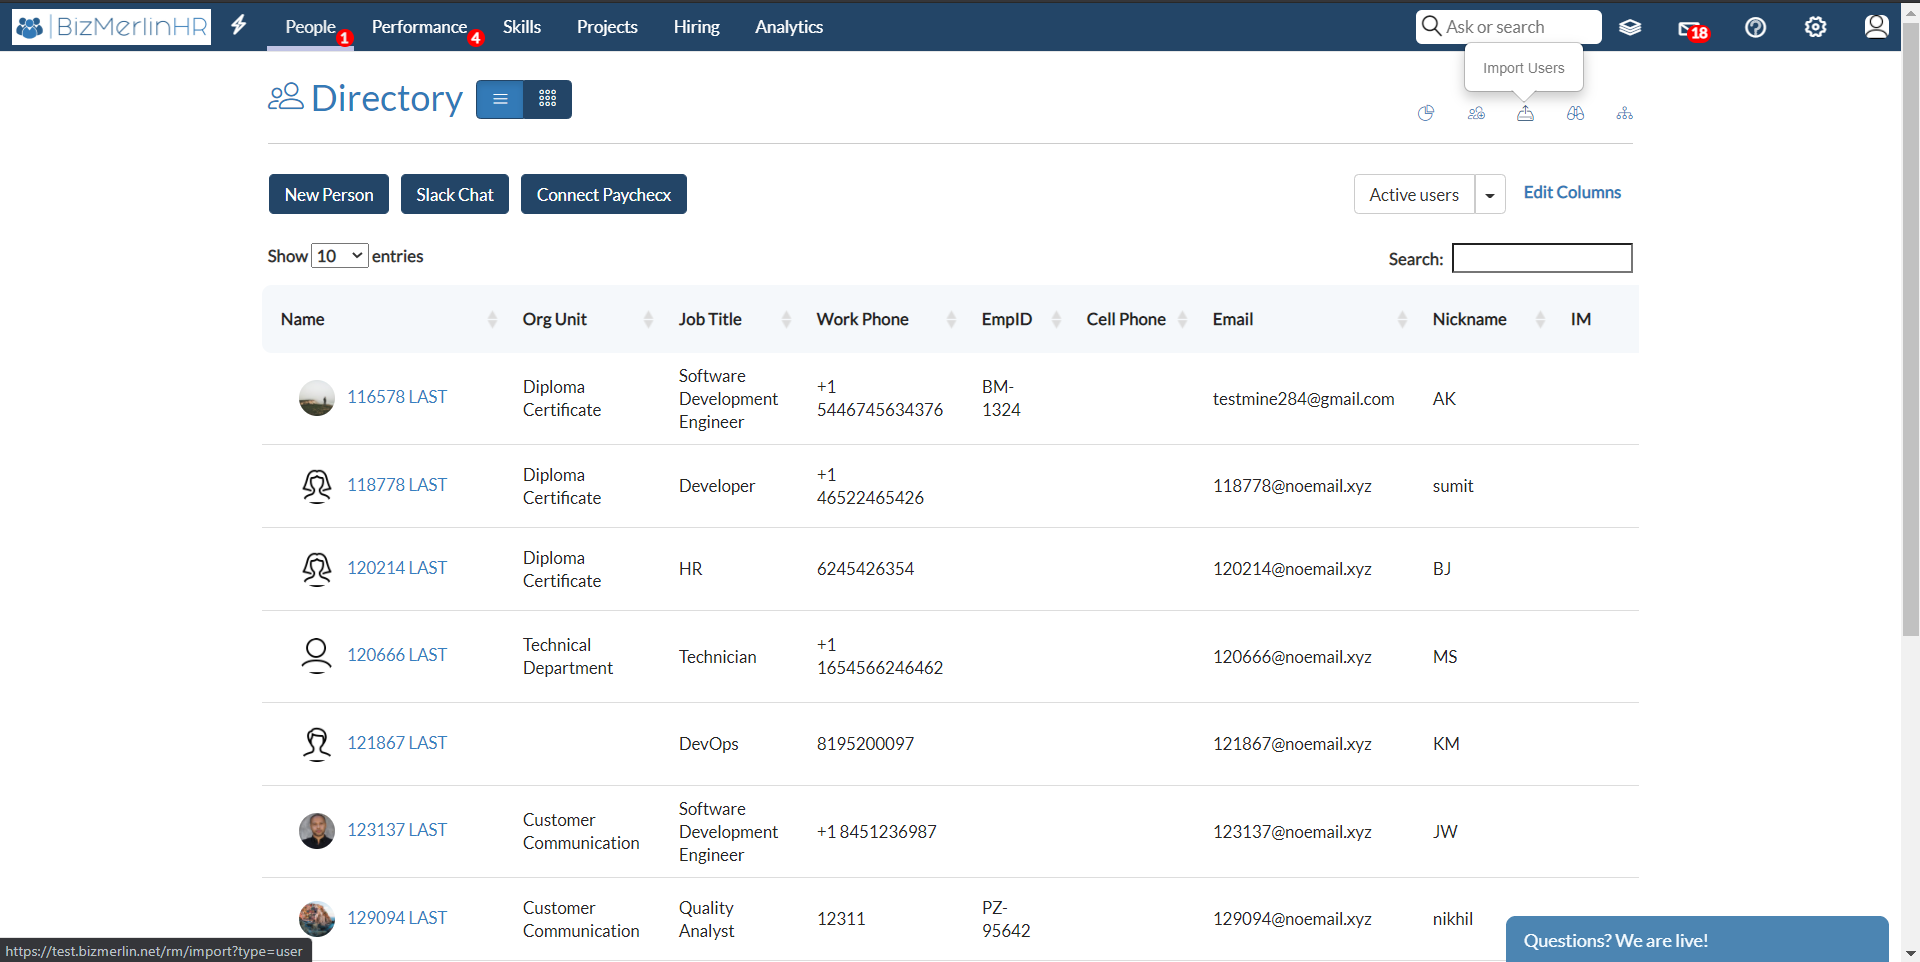 BizMerlinHR
People 1
Performance 4
Skills
Projects
Hiring
Analytics
Ask or search
18
Import Users
Directory
New Person
Slack Chat
Connect Paychecx
Active users
Edit Columns
Show 10 entries
Search:
Name Org Unit Job Title Work Phone EmpID Cell Phone Email Nickname IM
116578 LAST
Diploma
Certificate
Software
Development
Engineer
+1
5446745634376
BM-
1324
testmine284@gmail.com
AK
118778 LAST
Diploma
Certificate
Developer
+1
46522465426
118778@noemail.xyz
sumit
120214 LAST
Diploma
Certificate
HR
6245426354
120214@noemail.xyz
BJ
120666 LAST
Technical
Department
Technician
+1
1654566246462
120666@noemail.xyz
MS
121867 LAST
DevOps
8195200097
121867@noemail.xyz
KM
123137 LAST
Customer
Communication
Software
Development
Engineer
+1 8451236987
123137@noemail.xyz
JW
129094 LAST
Customer
Communication
Quality
Analyst
12311
PZ-
95642
129094@noemail.xyz
nikhil
Questions? We are live!
https://test.bizmerlin.net/rm/import?type=user